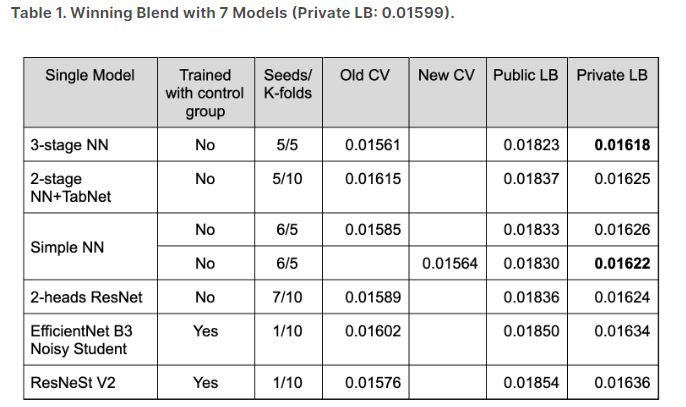 Table 1. Winning Blend with 7 Models (Private LB: 0.01599).
Single Model Trained with control group Seeds/ K-folds Old CV New CV Public LB Private LB
3-stage NN No 5/5 0.01561 0.01823 0.01618
2-stage NN+TabNet No 5/10 0.01615 0.01837 0.01625
Simple NN No 6/5 0.01585 0.01833 0.01626
No 6/5 0.01564 0.01830 0.01622
2-heads ResNet No 7/10 0.01589 0.01836 0.01624
EfficientNet B3 Noisy Student Yes 1/10 0.01602 0.01850 0.01634
ResNeSt V2 Yes 1/10 0.01576 0.01854 0.01636